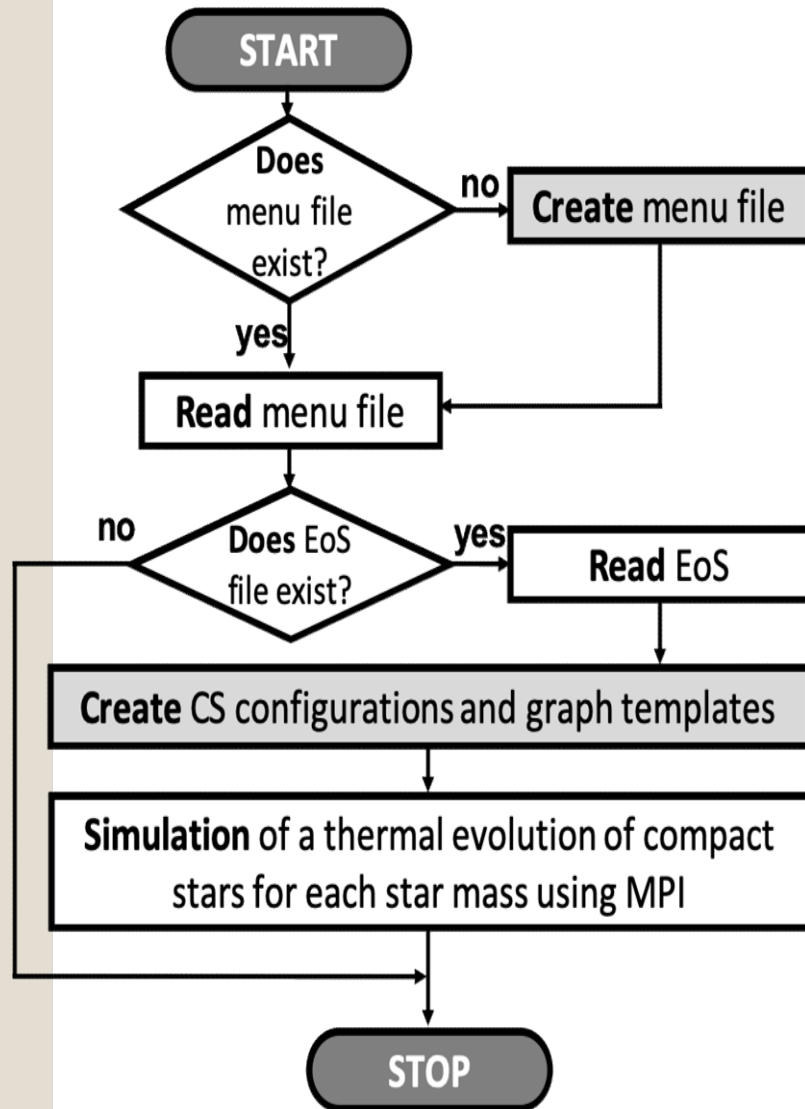 START
Does
menu file
exist?
no
Create menu file
yes
Read menu file
no
Does EoS
file exist?
yes
Read EoS
Create CS configurations and graph templates
Simulation of a thermal evolution of compact
stars for each star mass using MPI
STOP